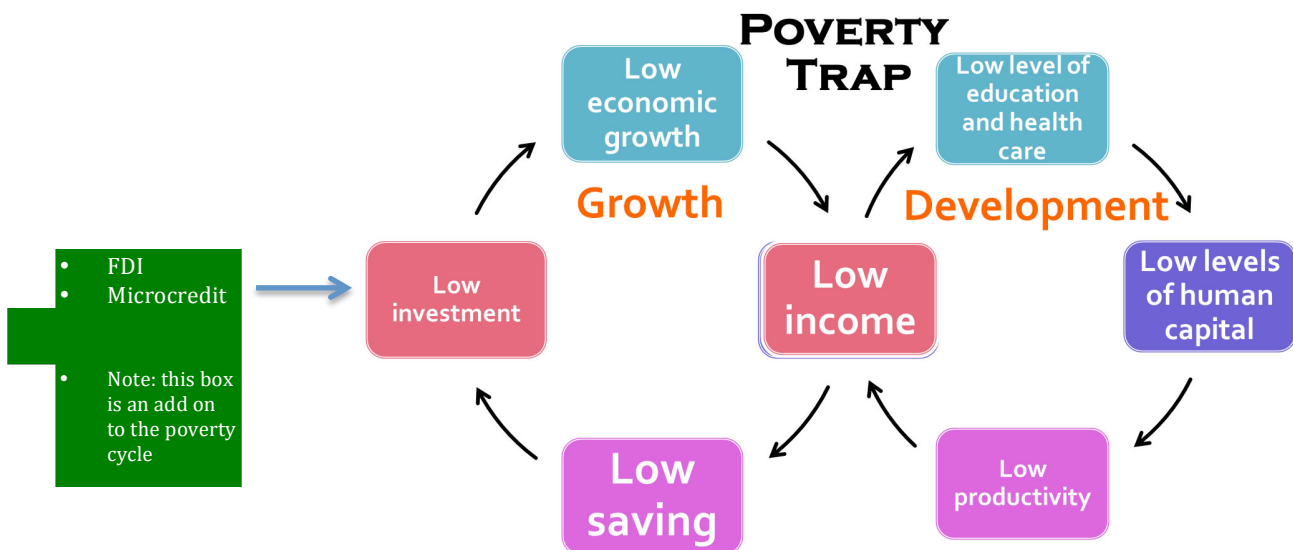 POVERTY
TRAP
Low
economic
growth
Low level of
education
and health
care
Growth
Development
• FDI
• Microcredit
• Note: this box
is an add on
to the poverty
cycle
Low
investment
Low
income
Low levels
of human
capital
Low
saving
Low
productivity